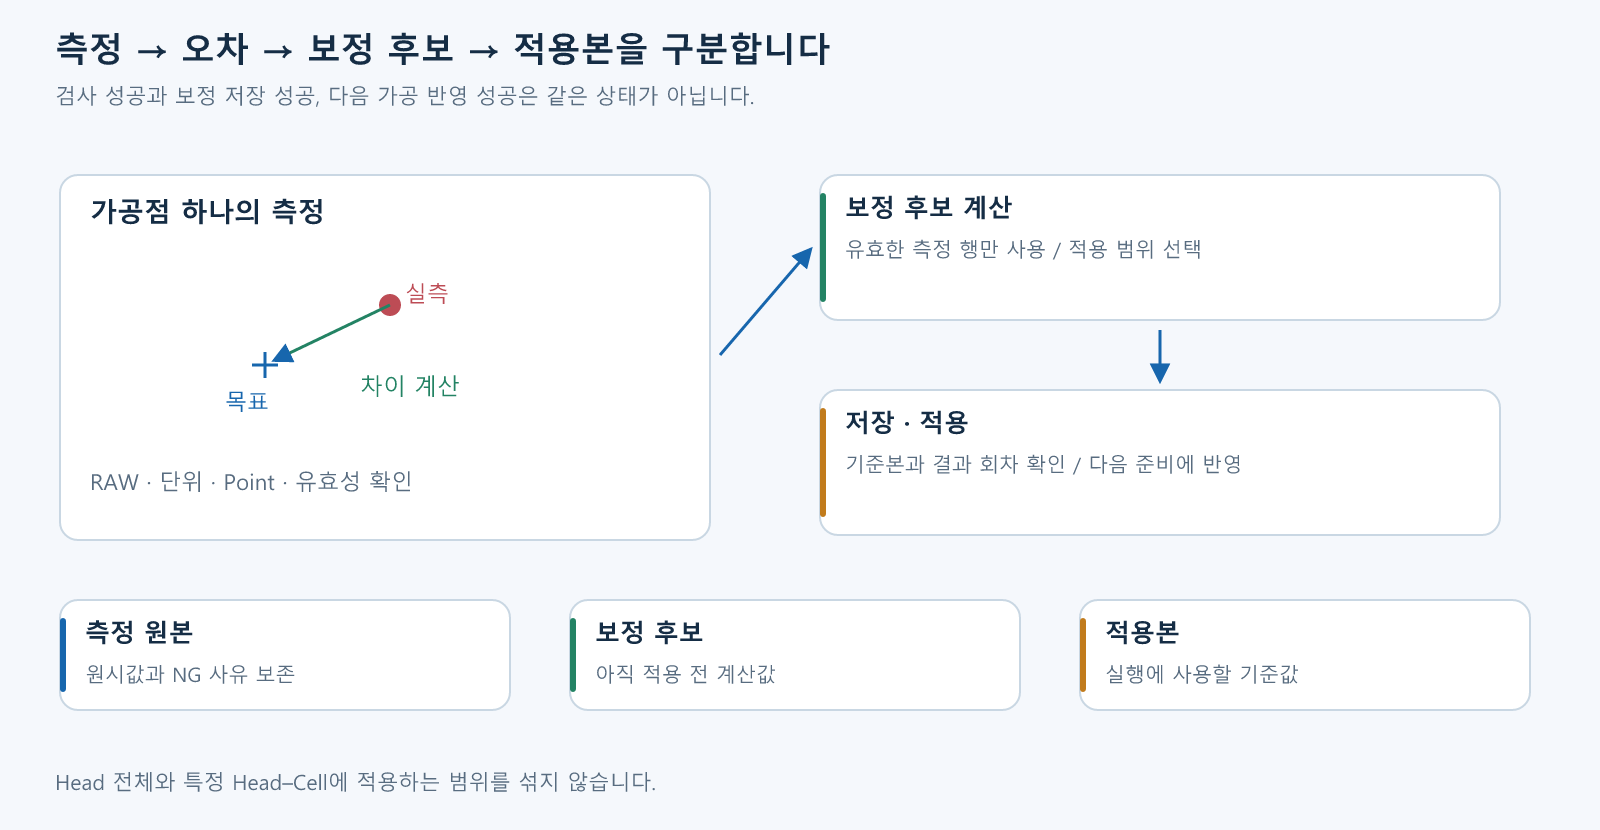 측정 → 오차 → 보정 후보 → 적용본을 구분합니다
검사 성공과 보정 저장 성공, 다음 가공 반영 성공은 같은 상태가 아닙니다.
가공점 하나의 측정
실측
목표
차이 계산
RAW · 단위 · Point · 유효성 확인
보정 후보 계산
유효한 측정 행만 사용 / 적용 범위 선택
저장 · 적용
기준본과 결과 회차 확인 / 다음 준비에 반영
측정 원본
원시값과 NG 사유 보존
보정 후보
아직 적용 전 계산값
적용본
실행에 사용할 기준값
Head 전체와 특정 Head–Cell에 적용하는 범위를 섞지 않습니다.